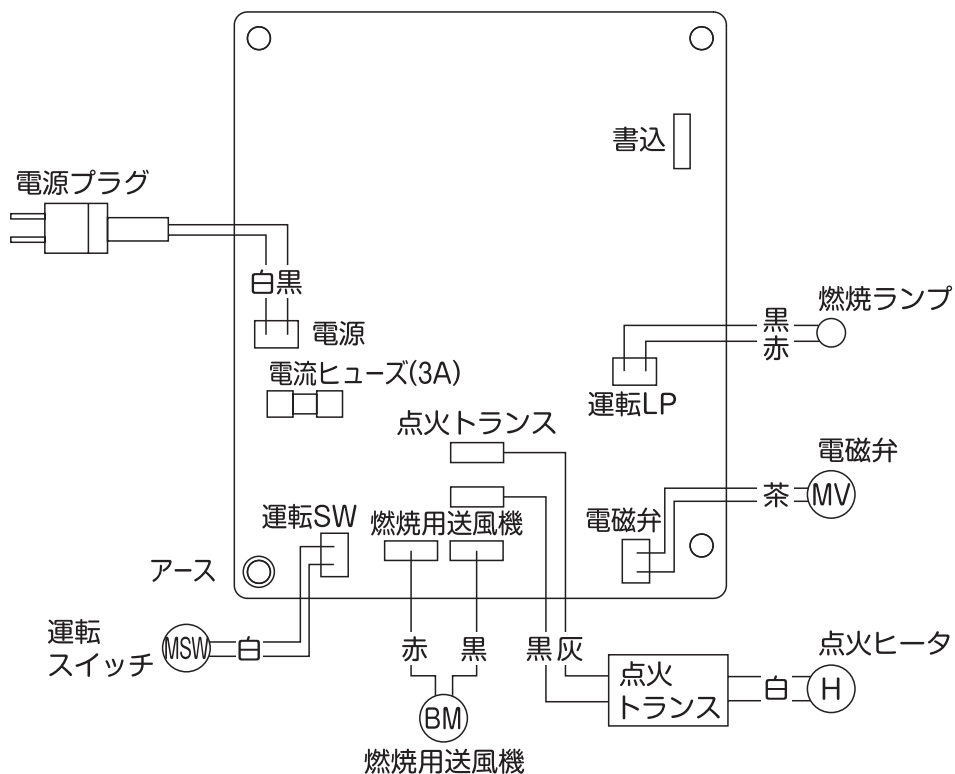 書込
電源プラグ
白黒
電源
電流ヒューズ(3A)
燃焼ランプ
黒
赤
運転LP
点火トランス
電磁弁
茶
MV
運転SW
燃焼用送風機
電磁弁
アース
運転
スイッチ
MSW
白
赤
黒
黒
灰
BM
燃焼用送風機
点火
トランス
点火ヒータ
白
H